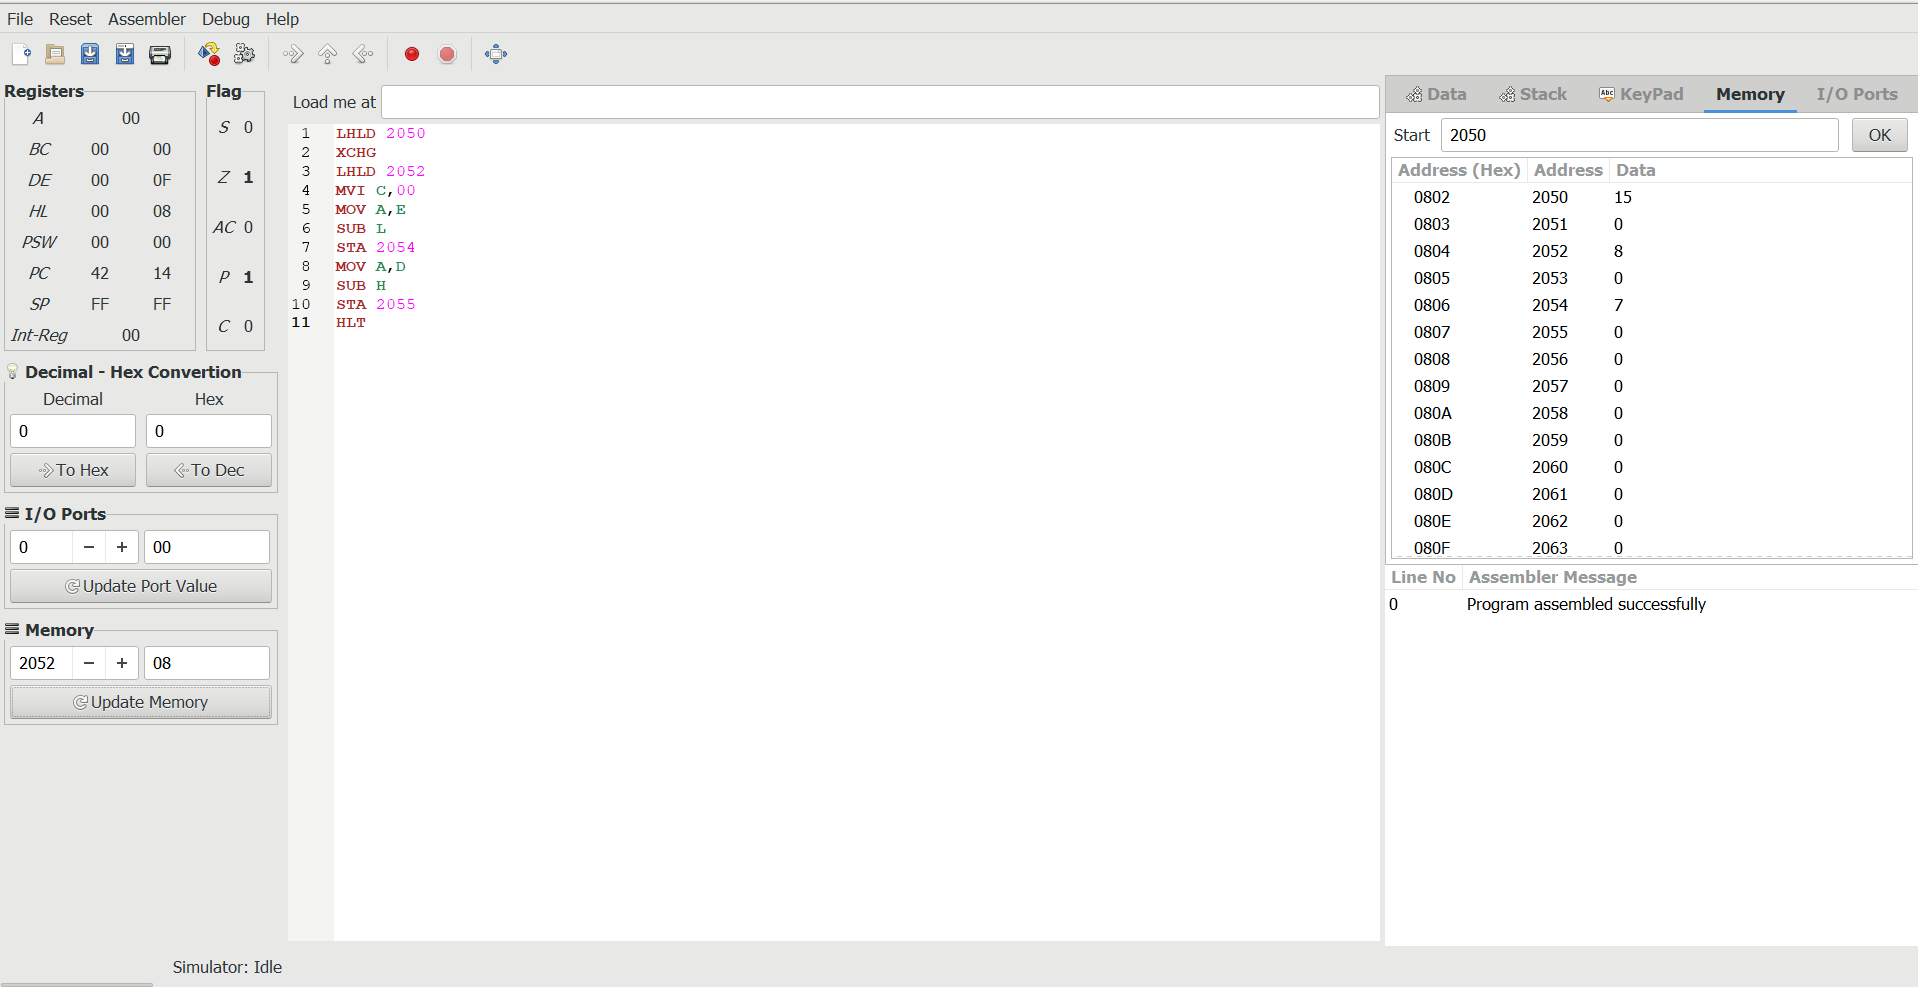 File Reset Assembler Debug Help
Registers
A 00
BC 00 00
DE 00 0F
HL 00 08
PSW 00 00
PC 42 14
SP FF FF
Int-Reg 00
Flag
S 0
Z 1
AC 0
P 1
C 0
Decimal - Hex Convertion
Decimal Hex
0 0
To Hex To Dec
I/O Ports
0 − + 00
Update Port Value
Memory
2052 − + 08
Update Memory
Load me at
1 LHLD 2050
2 XCHG
3 LHLD 2052
4 MVI C,00
5 MOV A,E
6 SUB L
7 STA 2054
8 MOV A,D
9 SUB H
10 STA 2055
11 HLT
Data Stack Abc KeyPad Memory I/O Ports
Start 2050 OK
Address (Hex) Address Data
0802 2050 15
0803 2051 0
0804 2052 8
0805 2053 0
0806 2054 7
0807 2055 0
0808 2056 0
0809 2057 0
080A 2058 0
080B 2059 0
080C 2060 0
080D 2061 0
080E 2062 0
080F 2063 0
Line No Assembler Message
0 Program assembled successfully
Simulator: Idle